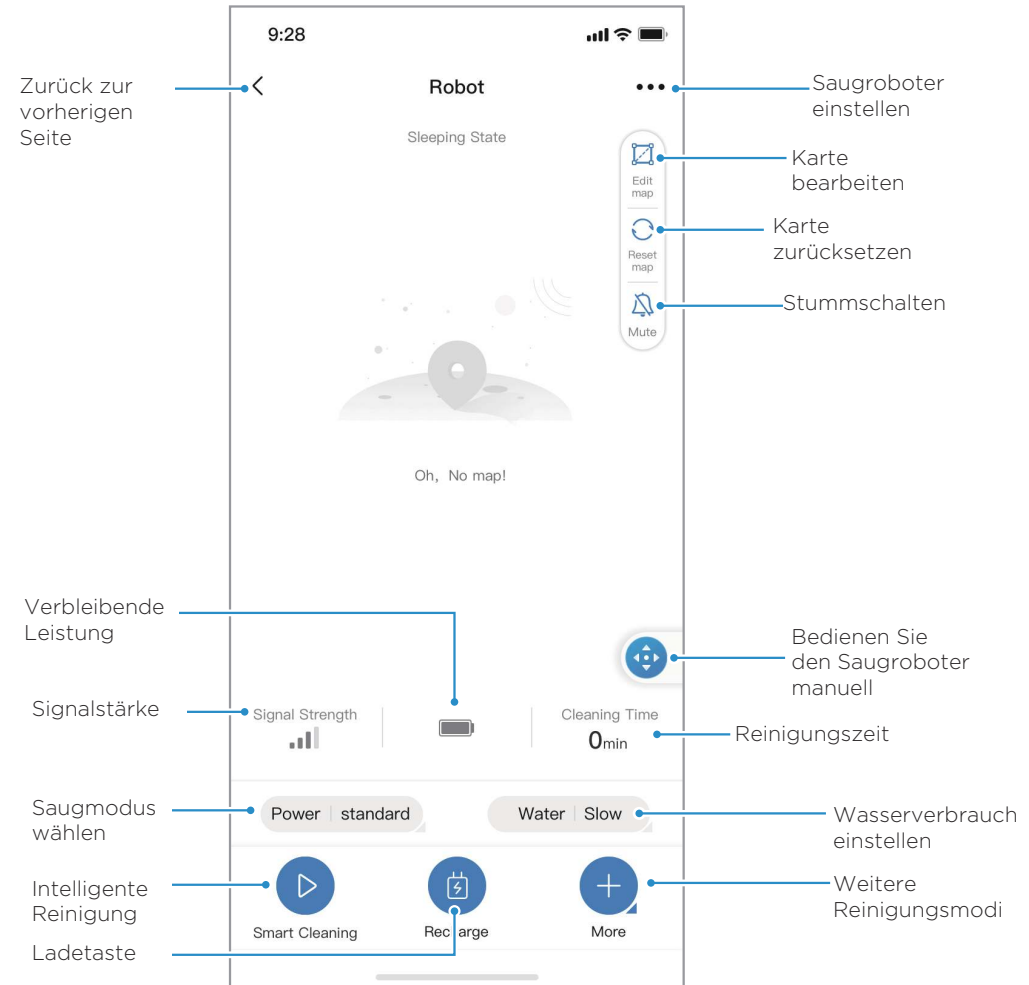 9:28
Zurück zur
vorherigen
Seite
Robot
Saugroboter
einstellen
Sleeping State
Edit
map
Karte
bearbeiten
Reset
map
Karte
zurücksetzen
Mute
Stummschalten
Oh, No map!
Verbleibende
Leistung
Bedienen Sie
den Saugroboter
manuell
Signalstärke
Signal Strength
Cleaning Time
0min
Reinigungszeit
Saugmodus
wählen
Power | standard
Water | Slow
Wasserverbrauch
einstellen
Intelligente
Reinigung
Weitere
Reinigungsmodi
Smart Cleaning
Recharge
More
Ladetaste